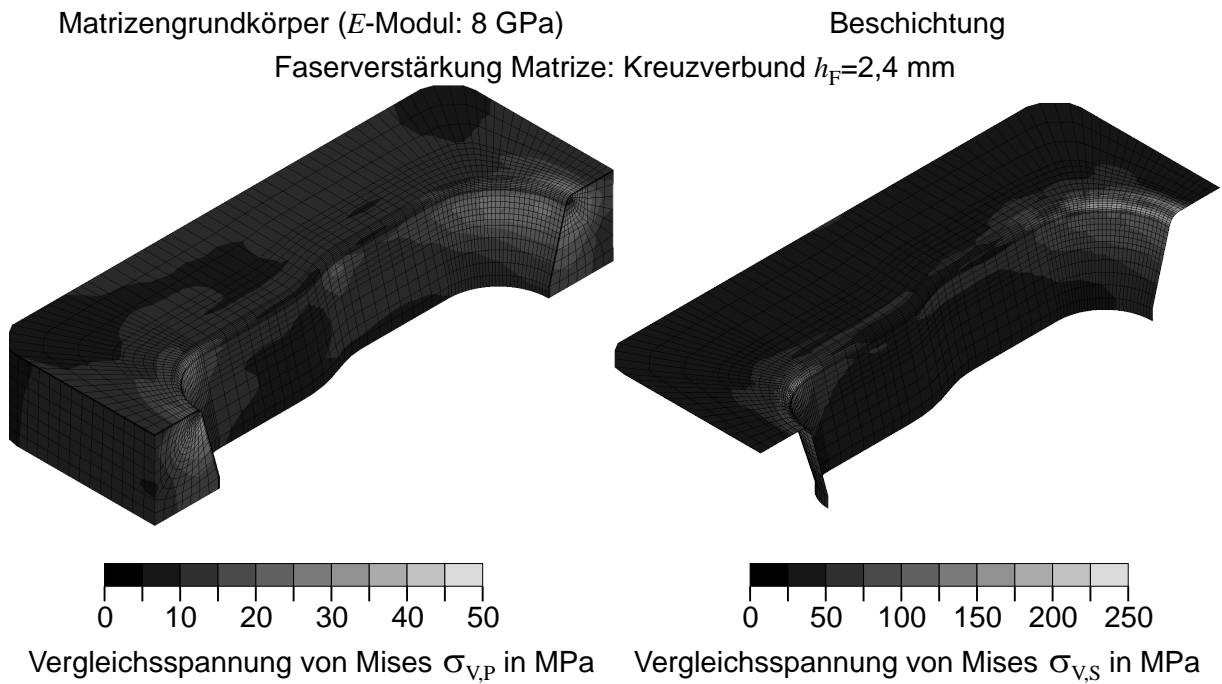 Matrizengrundkörper (E-Modul: 8 GPa)
Beschichtung
Faserverstärkung Matrize: Kreuzverbund hF=2,4 mm
0 10 20 30 40 50
Vergleichsspannung von Mises σV,P in MPa
0 50 100 150 200 250
Vergleichsspannung von Mises σV,S in MPa